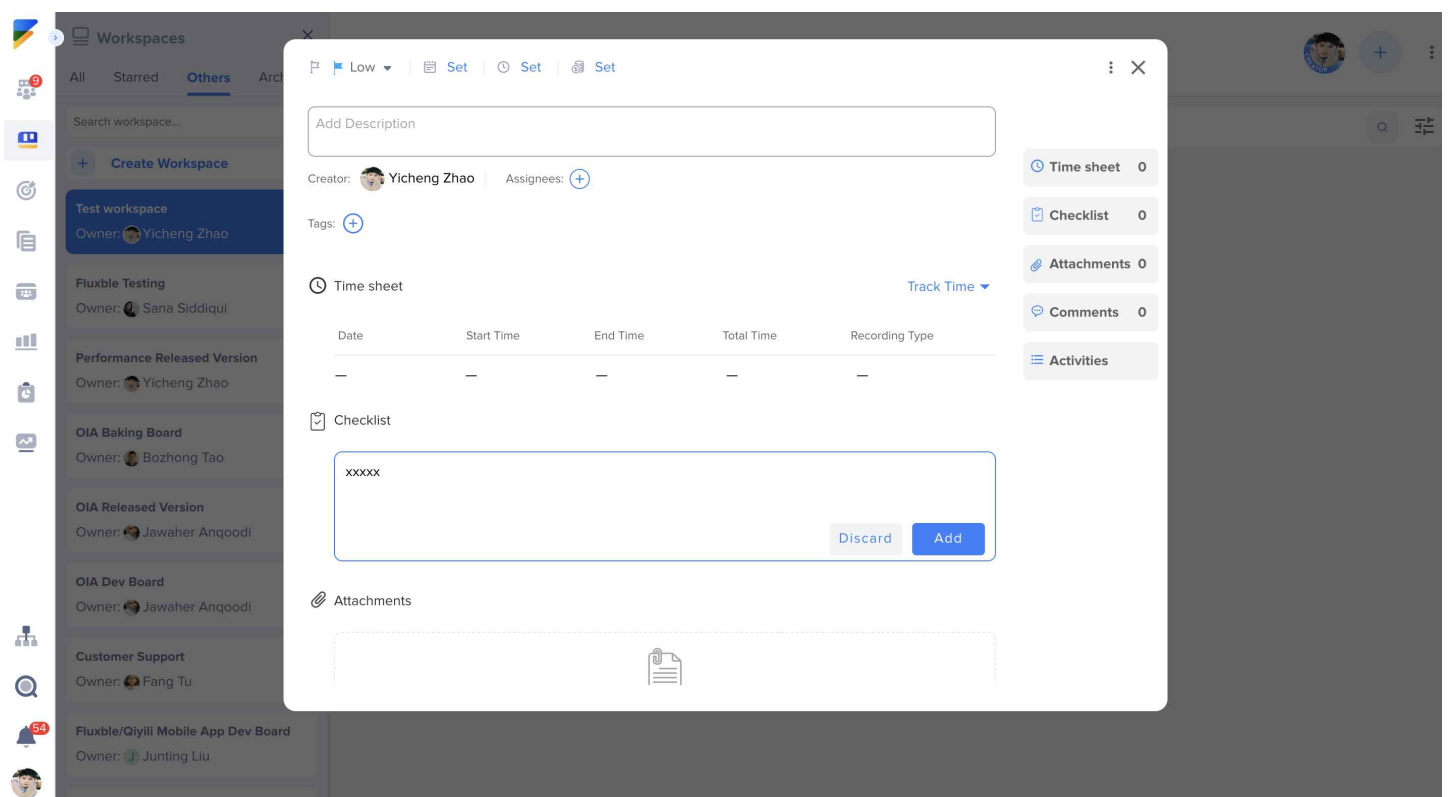 Workspaces
All Starred Others Arch
Search workspace...
+ Create Workspace
Test workspace
Owner: Yicheng Zhao
Fluxble Testing
Owner: Sana Siddiqui
Performance Released Version
Owner: Yicheng Zhao
OIA Baking Board
Owner: Bozhong Tao
OIA Released Version
Owner: Jawaher Anqoodi
OIA Dev Board
Owner: Jawaher Anqoodi
Customer Support
Owner: Fang Tu
Fluxble/Qiyili Mobile App Dev Board
Owner: J Junting Liu
9
54
Low Set Set Set
Add Description
Creator: Yicheng Zhao Assignees:
Tags:
Time sheet Track Time
Date Start Time End Time Total Time Recording Type
— — — — —
Checklist
xxxxx
Discard Add
Attachments
Time sheet 0
Checklist 0
Attachments 0
Comments 0
Activities
CREATOR